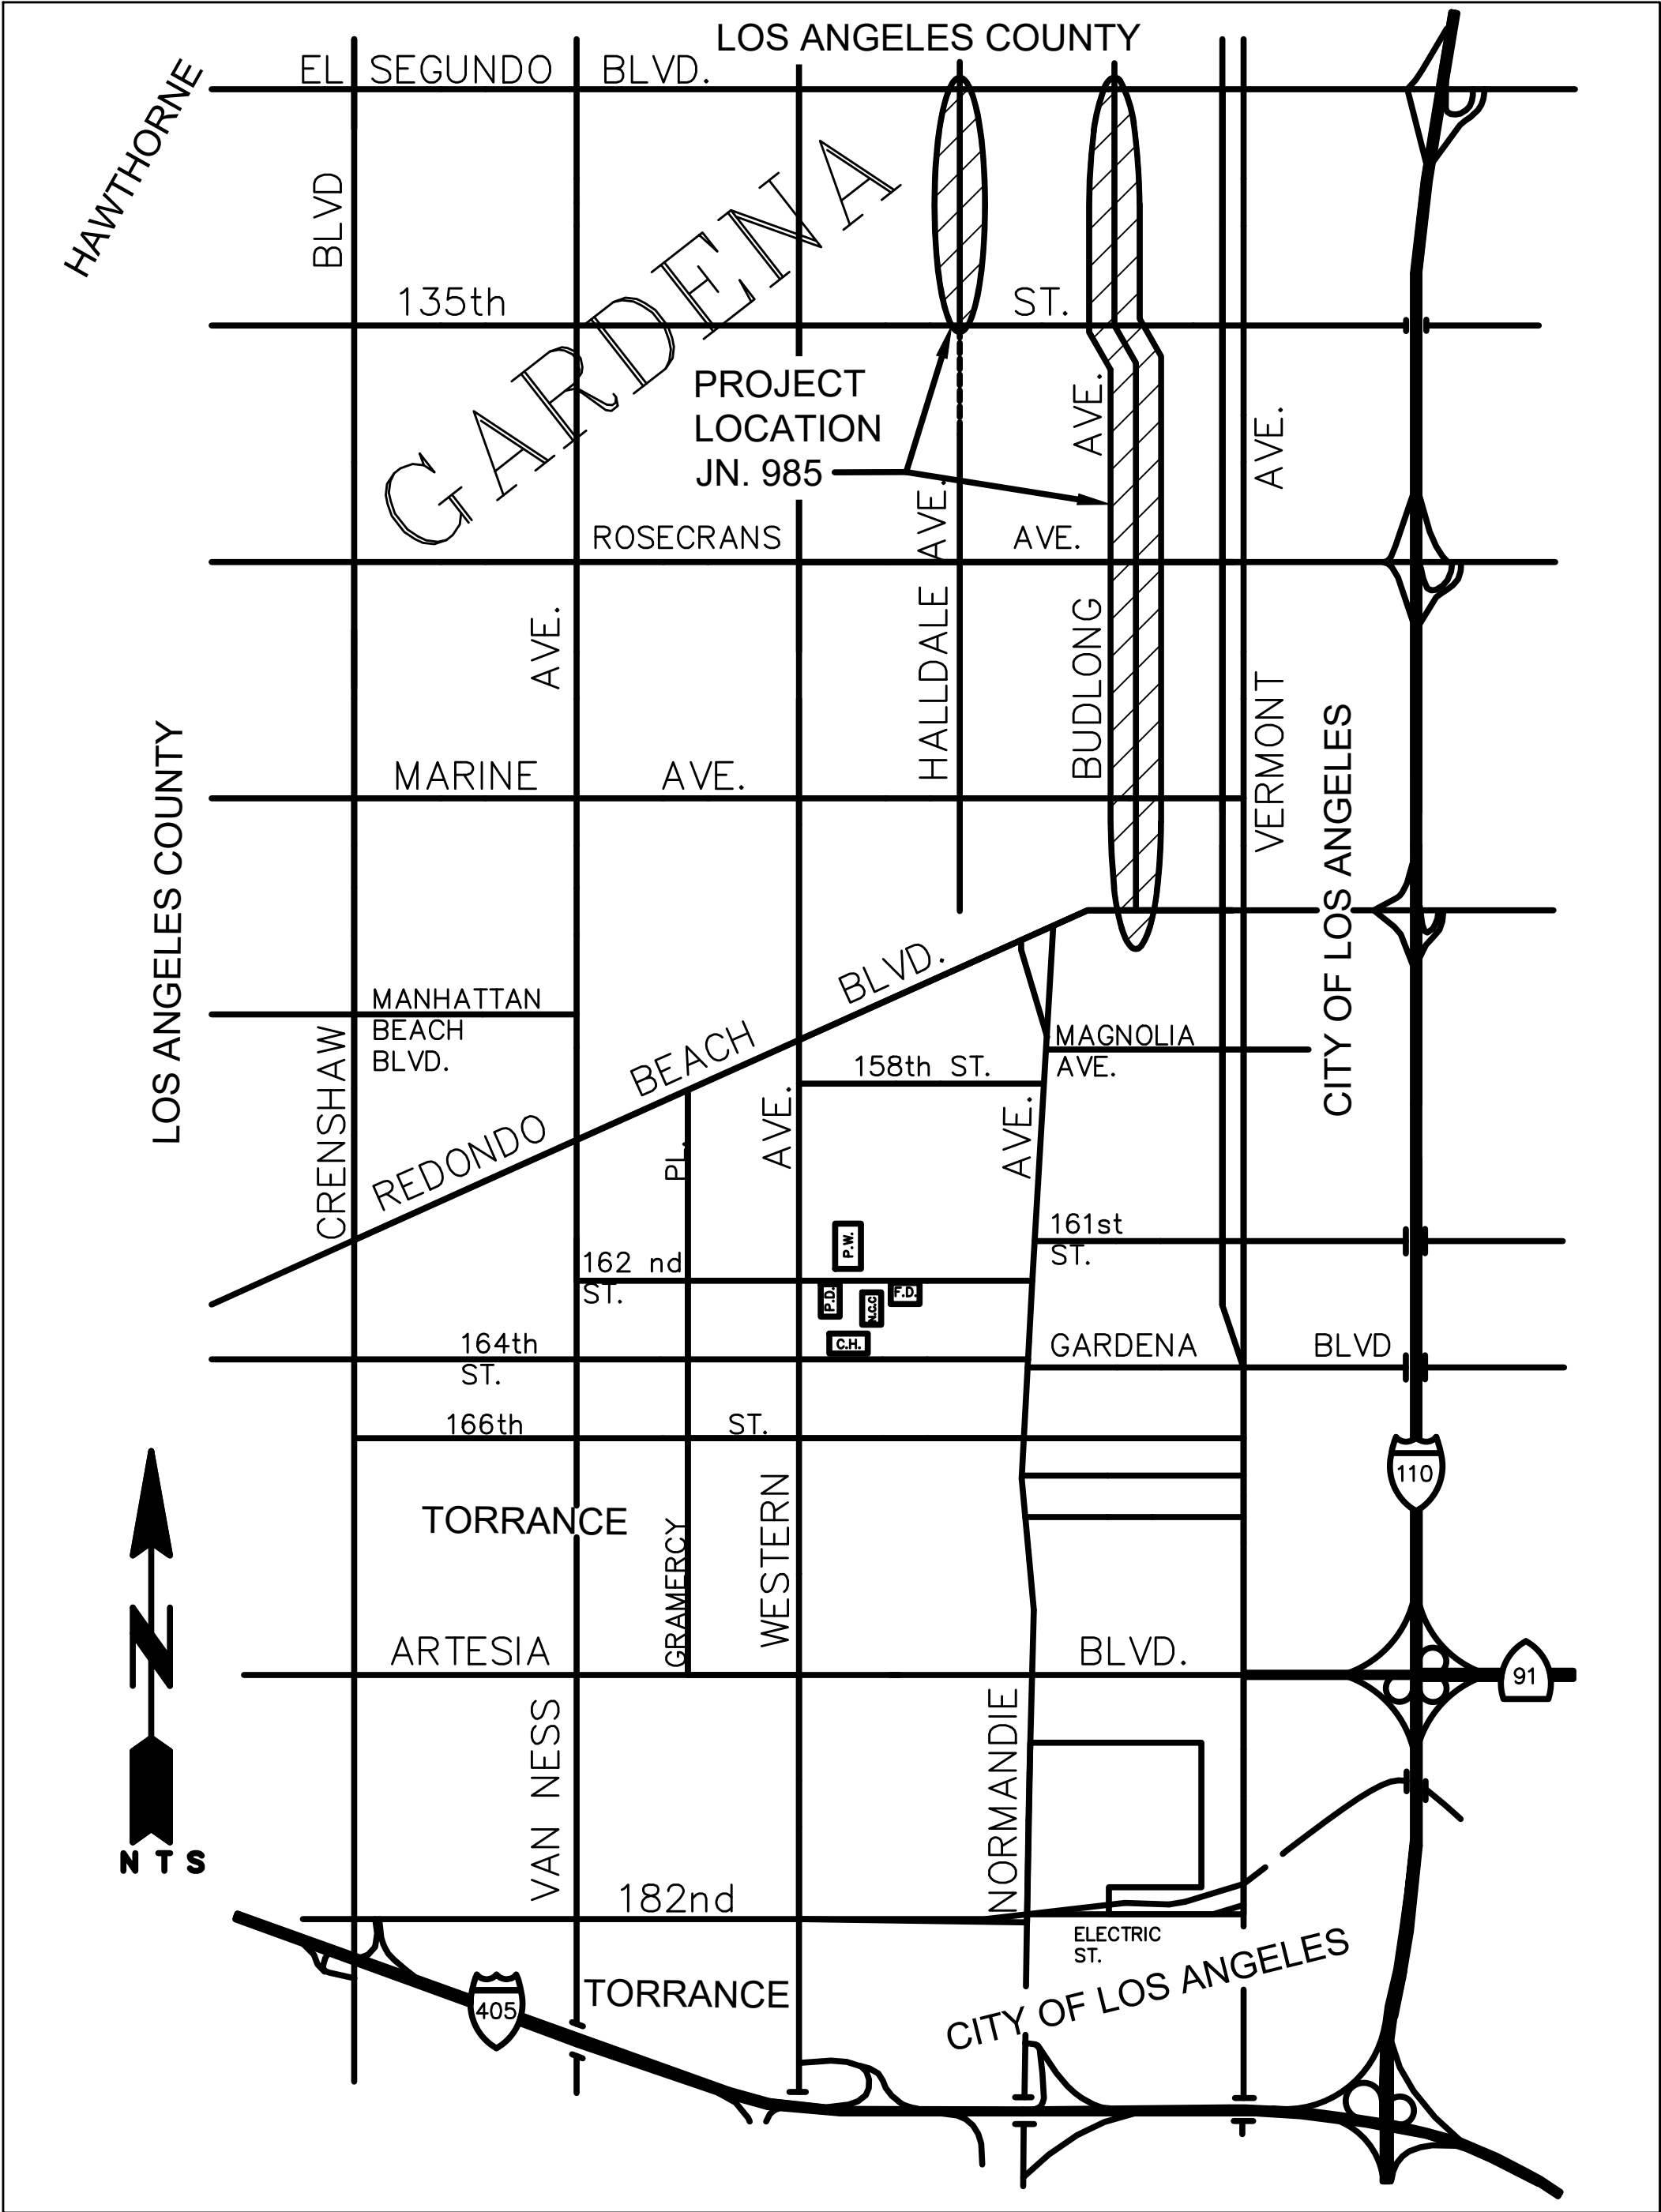 LOS ANGELES COUNTY
EL SEGUNDO BLVD.
HAWTHORNE
BLVD
GARDENA
135th ST.
PROJECT
LOCATION
JN. 985
AVE.
AVE.
AVE.
ROSECRANS AVE.
AVE.
HALLDALE
BUDLONG
VERMONT
MARINE AVE.
LOS ANGELES COUNTY
CITY OF LOS ANGELES
MANHATTAN
BEACH
BLVD.
REDONDO BEACH BLVD.
CRENSHAW
MAGNOLIA
AVE.
158th ST.
PL.
AVE.
AVE.
161st
ST.
P.W.
162 nd
ST.
P.D.
N.C.C
F.D.
C.H.
164th
ST.
GARDENA BLVD
166th ST.
110
TORRANCE
GRAMERCY
WESTERN
ARTESIA BLVD.
91
N
NTS
VAN NESS
NORMANDIE
182nd
ELECTRIC
ST.
405
TORRANCE
CITY OF LOS ANGELES